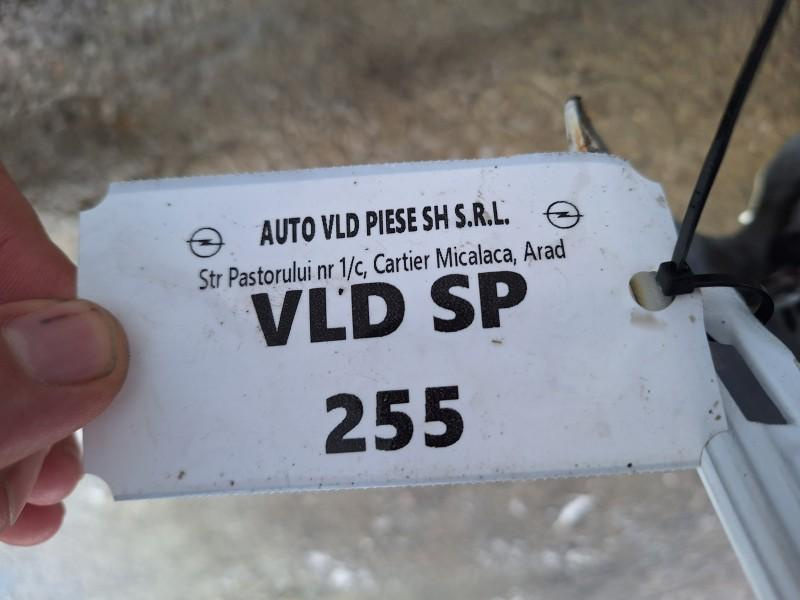 AUTO VLD PIESE SH S.R.L.
Str Pastorului nr 1/c, Cartier Micalaca, Arad
VLD SP
255